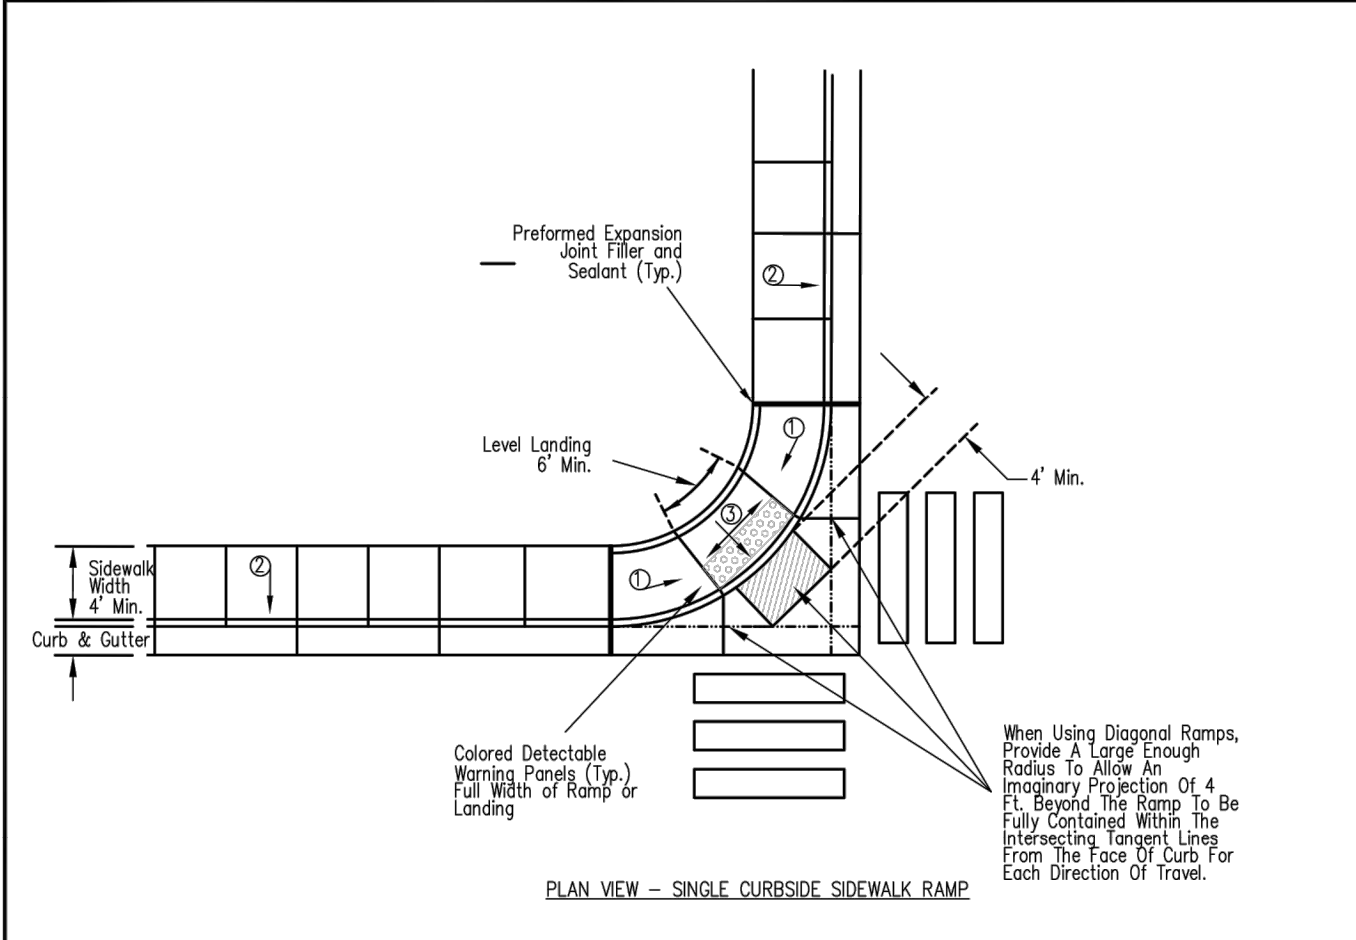 Preformed Expansion
Joint Filler and
Sealant (Typ.)
②
Level Landing
6' Min.
①
4' Min.
③
Sidewalk
Width
4' Min.
②
①
Curb & Gutter
Colored Detectable
Warning Panels (Typ.)
Full Width of Ramp or
Landing
When Using Diagonal Ramps,
Provide A Large Enough
Radius To Allow An
Imaginary Projection Of 4
Ft. Beyond The Ramp To Be
Fully Contained Within The
Intersecting Tangent Lines
From The Face Of Curb For
Each Direction Of Travel.
PLAN VIEW – SINGLE CURBSIDE SIDEWALK RAMP